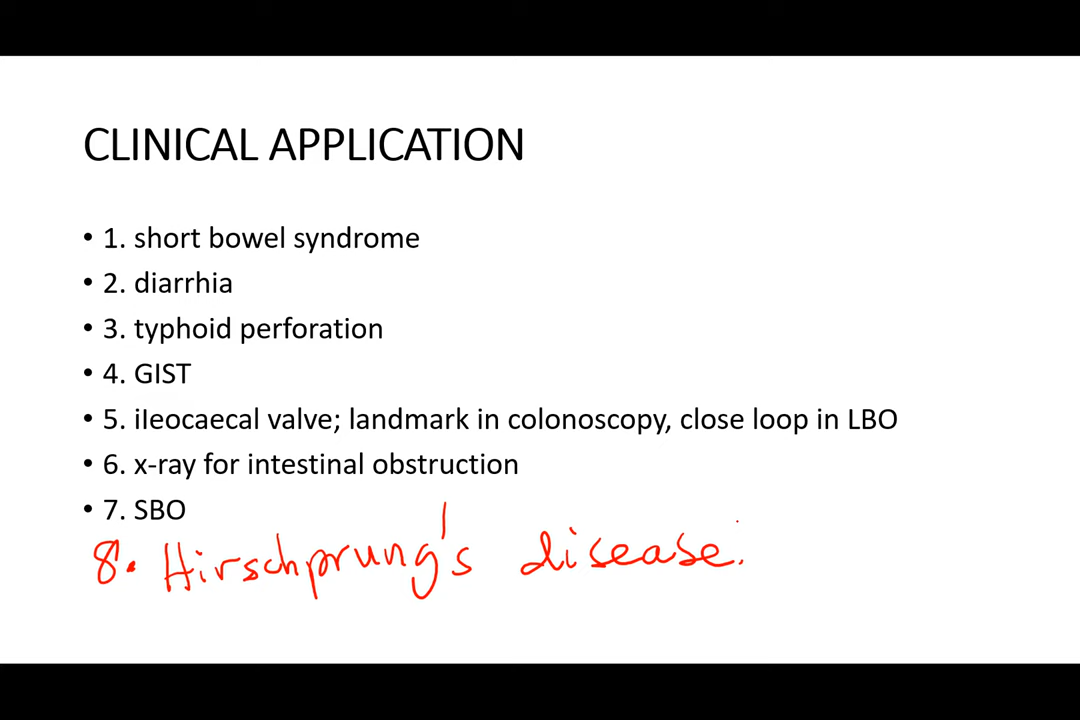 CLINICAL APPLICATION
• 1. short bowel syndrome
• 2. diarrhia
• 3. typhoid perforation
• 4. GIST
• 5. iIeocaecal valve; landmark in colonoscopy, close loop in LBO
• 6. x-ray for intestinal obstruction
• 7. SBO
8. Hirschprung's disease.